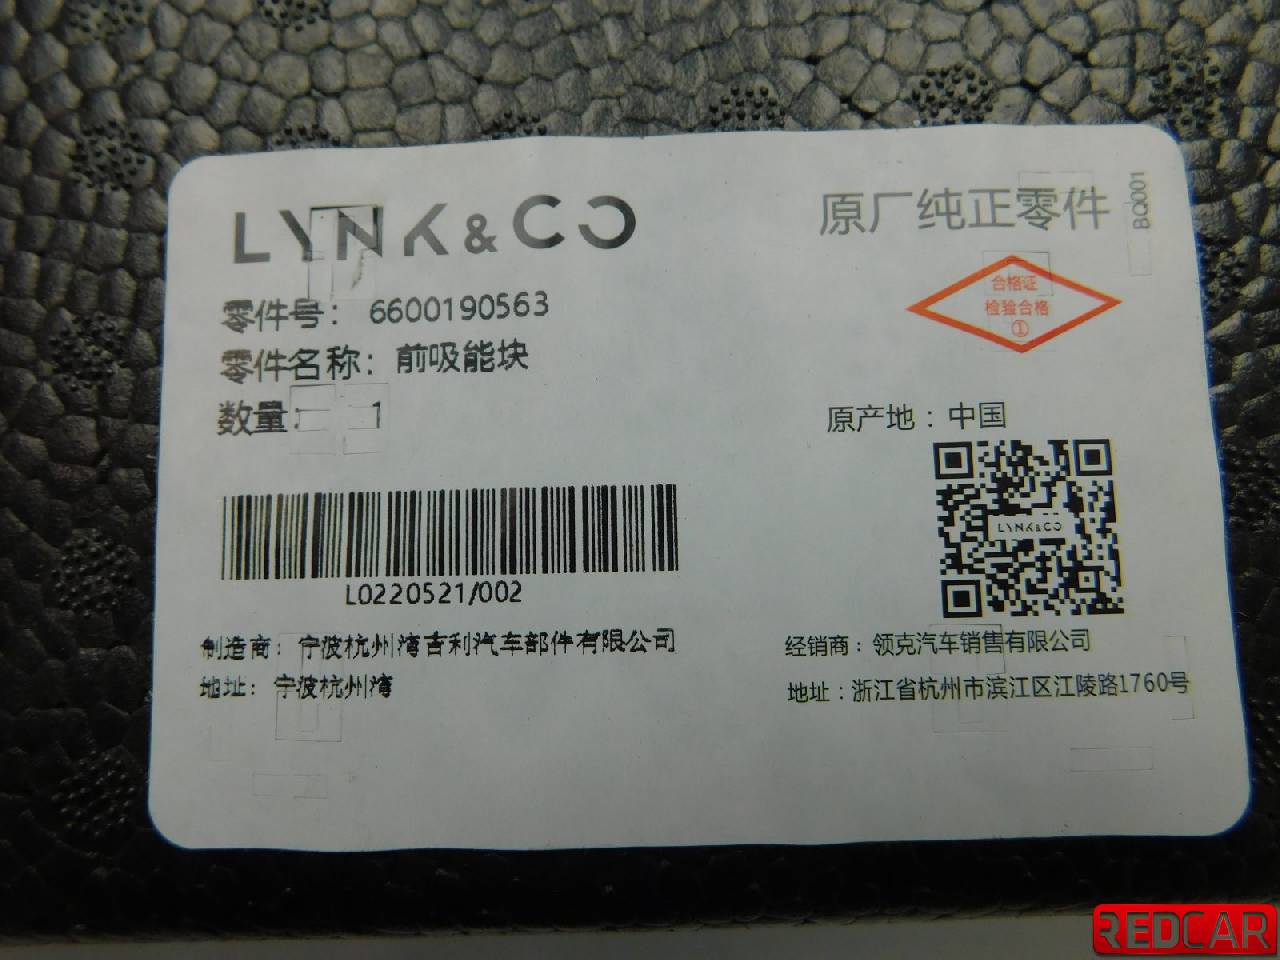 LYNK & CO
原厂纯正零件
BQ001
合格证
检验合格
①
零件号： 6600190563
零件名称： 前吸能块
数量： 1
原产地：中国
LYNK&CO
L0220521/002
制造商：宁波杭州湾吉利汽车部件有限公司
地址：宁波杭州湾
经销商：领克汽车销售有限公司
地址：浙江省杭州市滨江区江陵路1760号
REDCAR